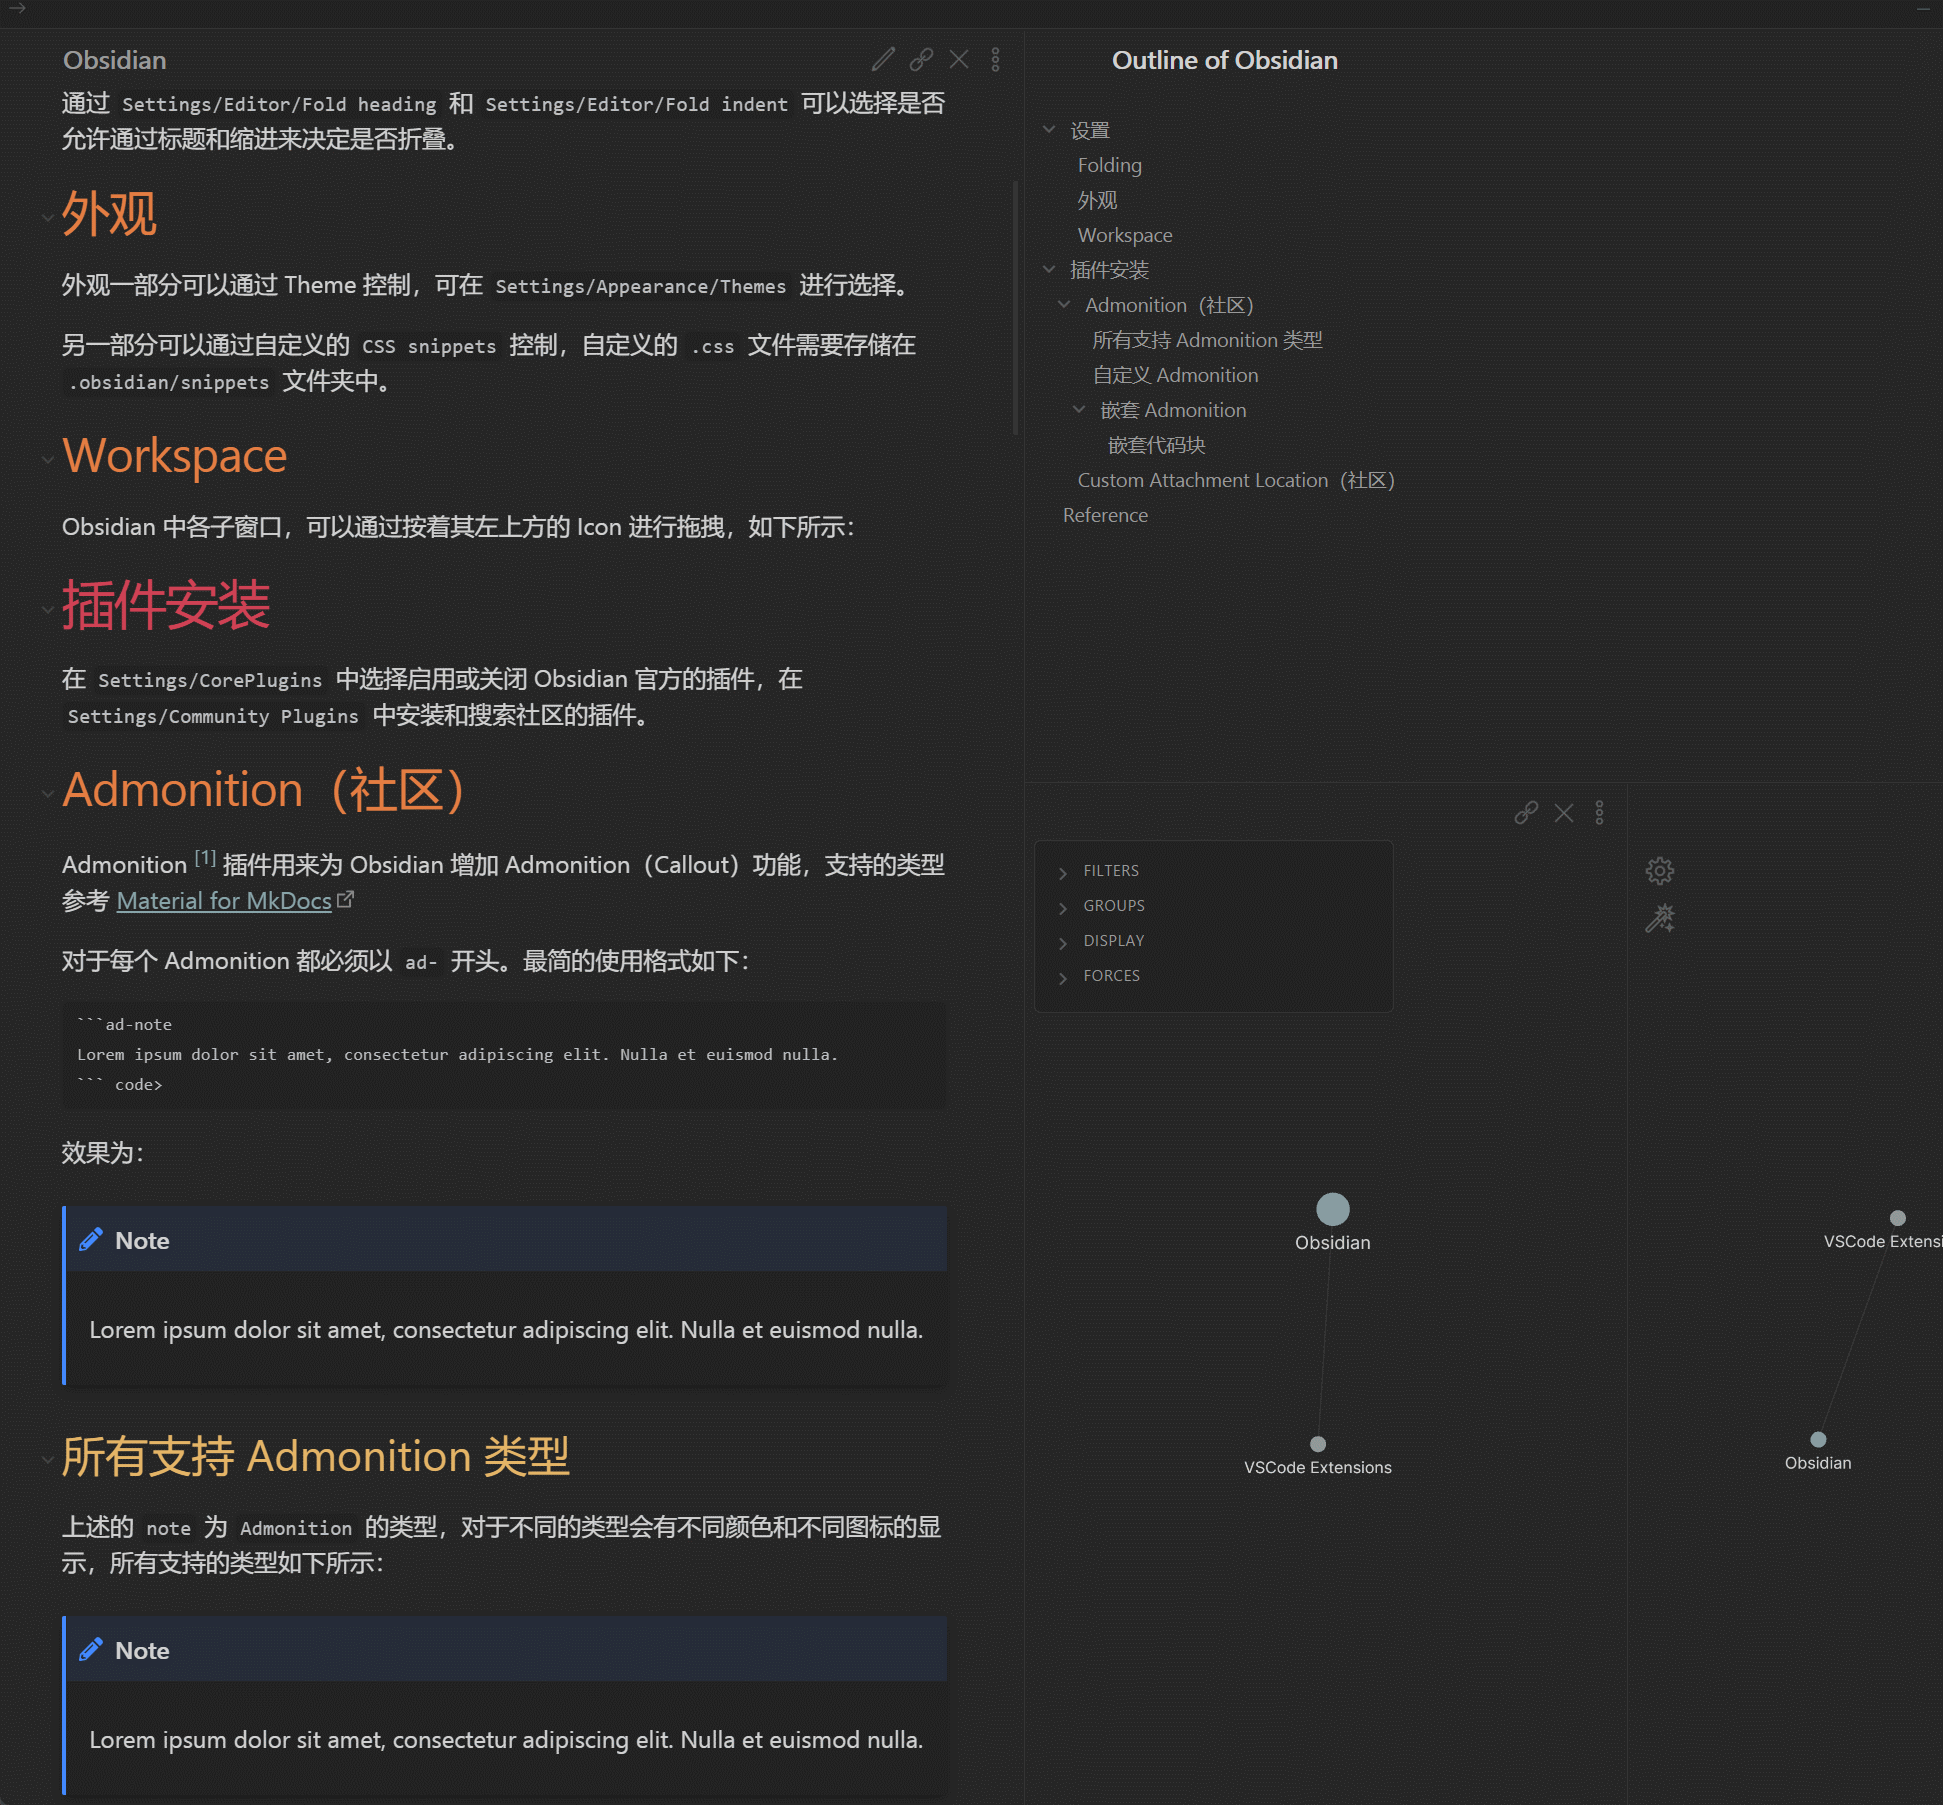 Obsidian
通过 Settings/Editor/Fold heading 和 Settings/Editor/Fold indent 可以选择是否
允许通过标题和缩进来决定是否折叠。
外观
外观一部分可以通过 Theme 控制，可在 Settings/Appearance/Themes 进行选择。
另一部分可以通过自定义的 CSS snippets 控制，自定义的 .css 文件需要存储在
.obsidian/snippets 文件夹中。
Workspace
Obsidian 中各子窗口，可以通过按着其左上方的 Icon 进行拖拽，如下所示：
插件安装
在 Settings/CorePlugins 中选择启用或关闭 Obsidian 官方的插件，在
Settings/Community Plugins 中安装和搜索社区的插件。
Admonition（社区）
Admonition [1] 插件用来为 Obsidian 增加 Admonition（Callout）功能，支持的类型
参考 Material for MkDocs
对于每个 Admonition 都必须以 ad- 开头。最简的使用格式如下：
```ad-note
Lorem ipsum dolor sit amet, consectetur adipiscing elit. Nulla et euismod nulla.
``` code>
效果为：
Note
Lorem ipsum dolor sit amet, consectetur adipiscing elit. Nulla et euismod nulla.
所有支持 Admonition 类型
上述的 note 为 Admonition 的类型，对于不同的类型会有不同颜色和不同图标的显
示，所有支持的类型如下所示：
Note
Lorem ipsum dolor sit amet, consectetur adipiscing elit. Nulla et euismod nulla.
Outline of Obsidian
设置
Folding
外观
Workspace
插件安装
Admonition（社区）
所有支持 Admonition 类型
自定义 Admonition
嵌套 Admonition
嵌套代码块
Custom Attachment Location（社区）
Reference
FILTERS
GROUPS
DISPLAY
FORCES
Obsidian
VSCode Extensions
VSCode Extensi
Obsidian